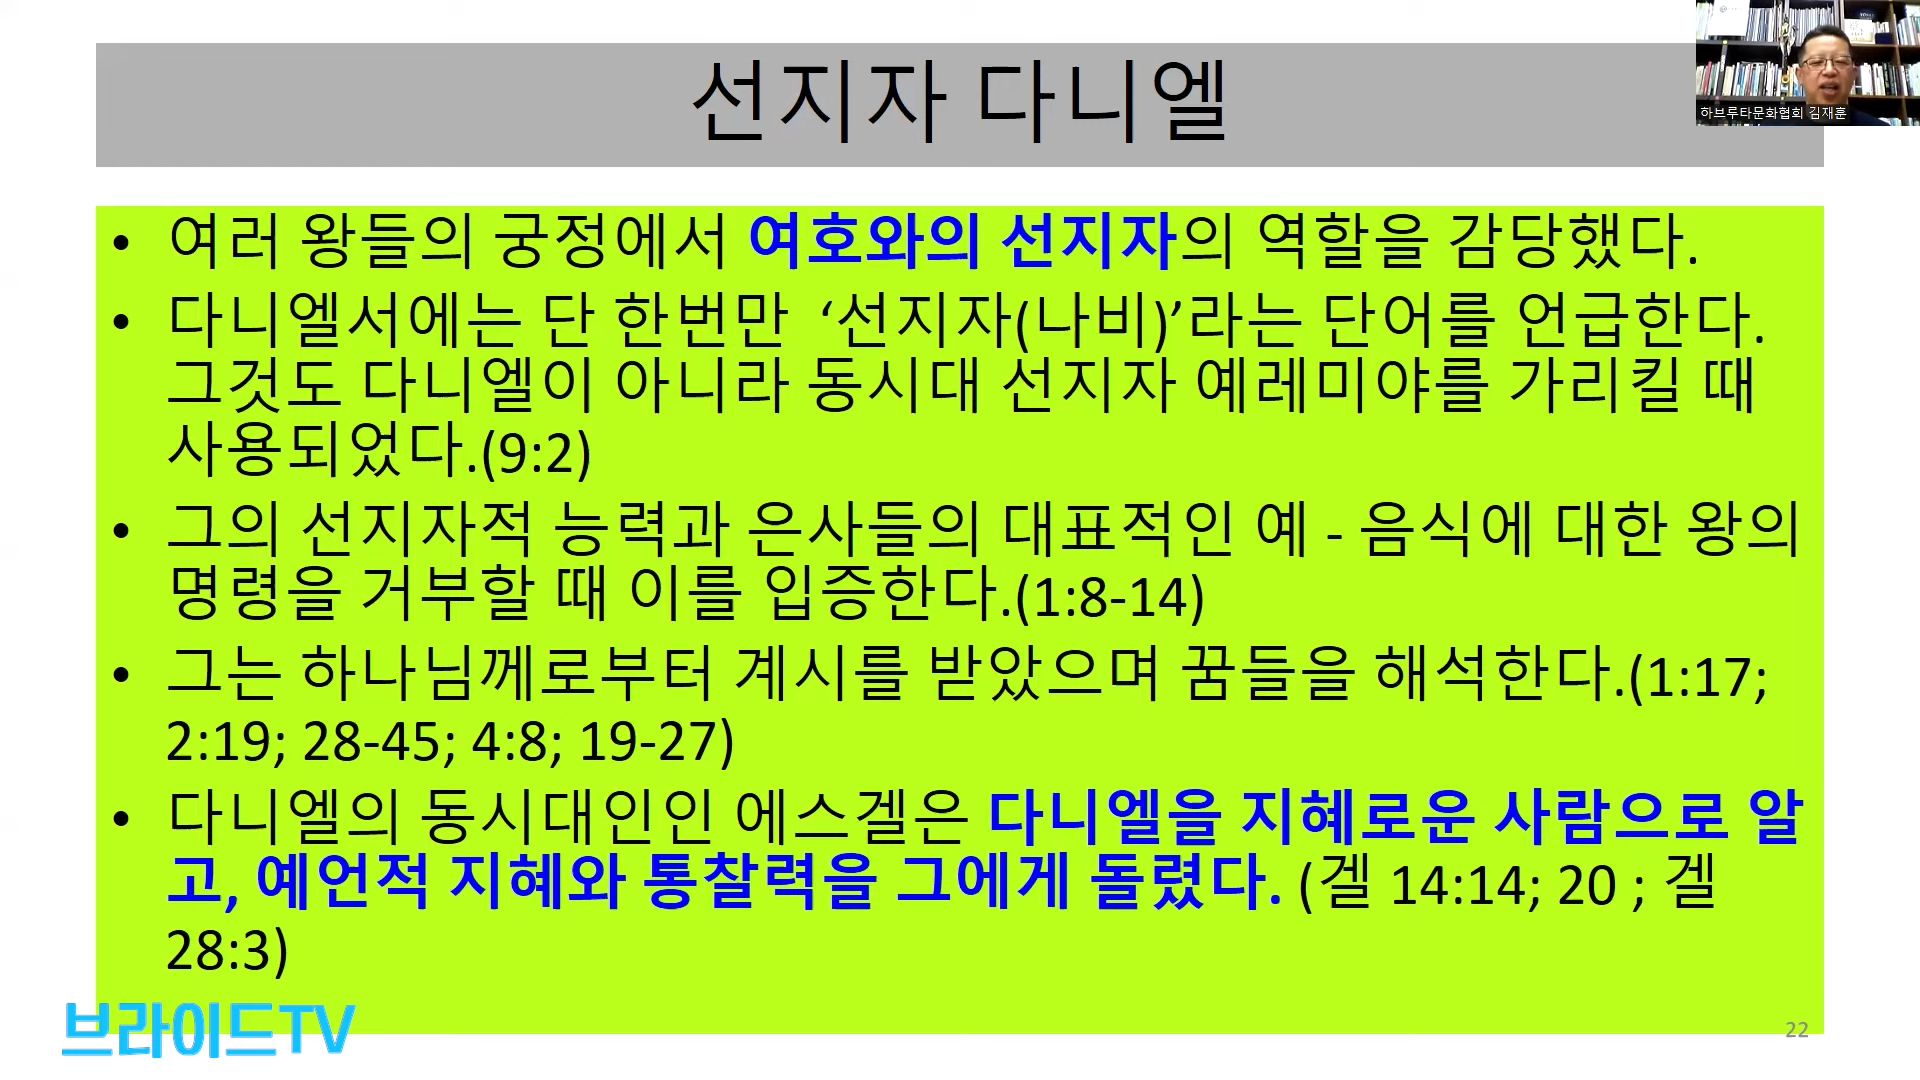 선지자 다니엘
하브루타문화협회 김재훈
• 여러 왕들의 궁정에서 여호와의 선지자의 역할을 감당했다.
• 다니엘서에는 단 한번만 ‘선지자(나비)’라는 단어를 언급한다.
그것도 다니엘이 아니라 동시대 선지자 예레미야를 가리킬 때
사용되었다.(9:2)
• 그의 선지자적 능력과 은사들의 대표적인 예 - 음식에 대한 왕의
명령을 거부할 때 이를 입증한다.(1:8-14)
• 그는 하나님께로부터 계시를 받았으며 꿈들을 해석한다.(1:17;
2:19; 28-45; 4:8; 19-27)
• 다니엘의 동시대인인 에스겔은 다니엘을 지혜로운 사람으로 알
고, 예언적 지혜와 통찰력을 그에게 돌렸다. (겔 14:14; 20 ; 겔
28:3)
브라이드TV
22